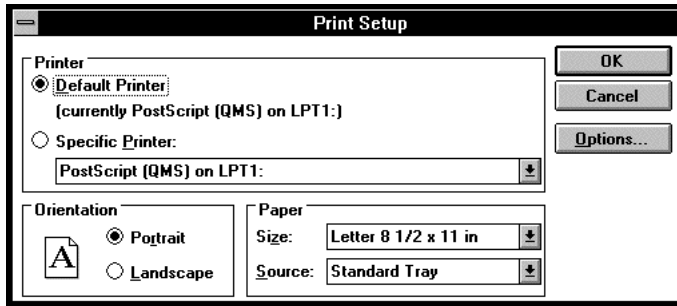 Print Setup
Printer
Default Printer
(currently PostScript (QMS) on LPT1:)
Specific Printer:
PostScript (QMS) on LPT1:
OK
Cancel
Options...
Orientation
A
Portrait
Landscape
Paper
Size: Letter 8 1/2 x 11 in
Source: Standard Tray